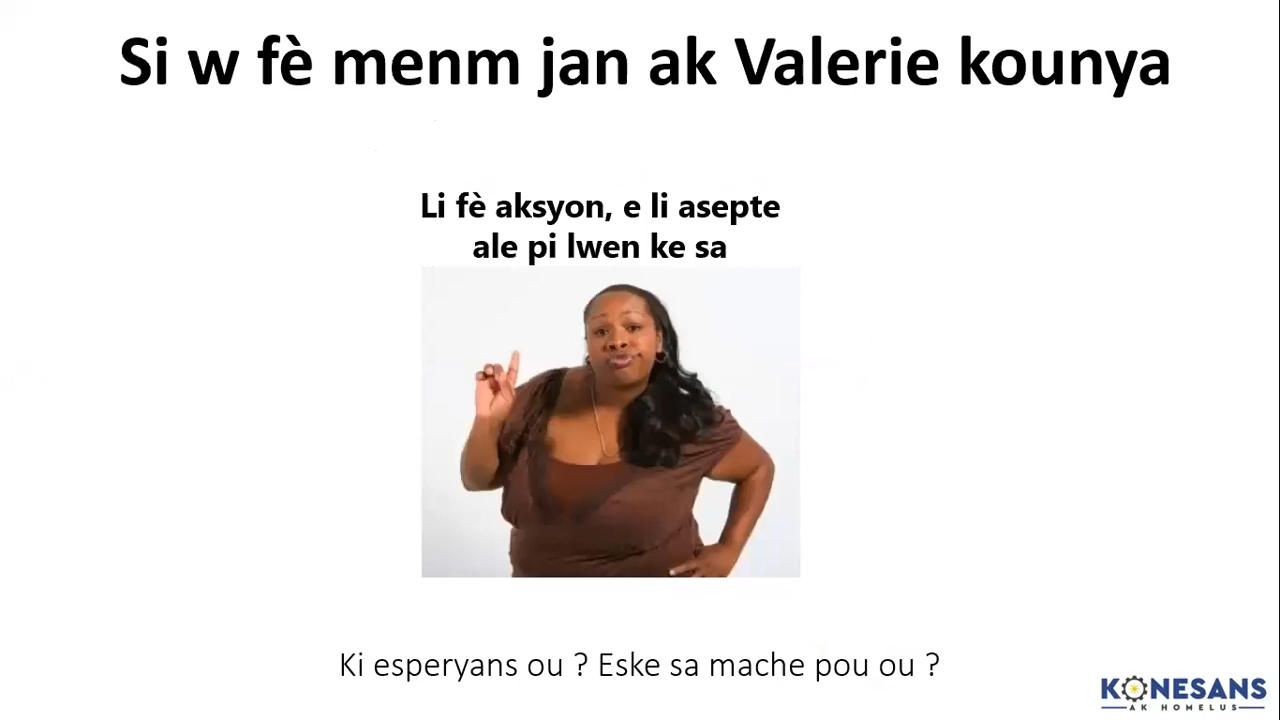 Si w fè menm jan ak Valerie kounya
Li fè aksyon, e li asepte
ale pi lwen ke sa
Ki esperyans ou ? Eske sa mache pou ou ?
KONESANS
AK HOMELUS